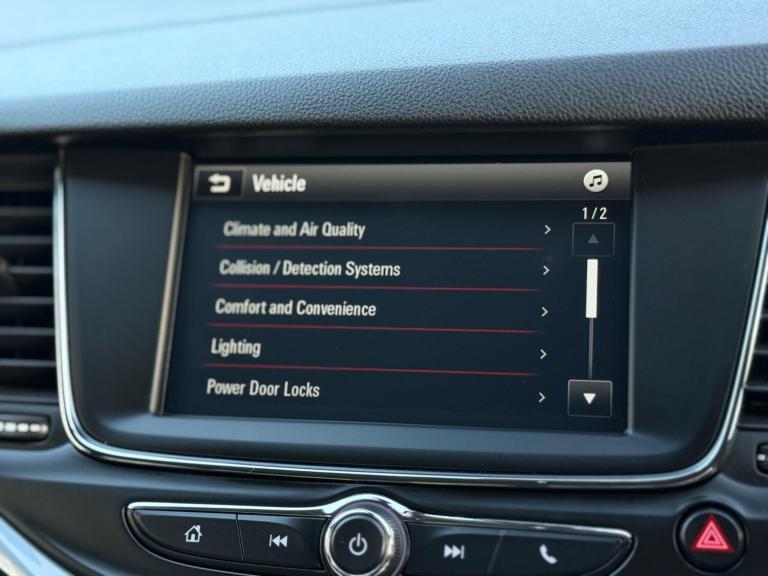 Vehicle
1/2
Climate and Air Quality
Collision / Detection Systems
Comfort and Convenience
Lighting
Power Door Locks